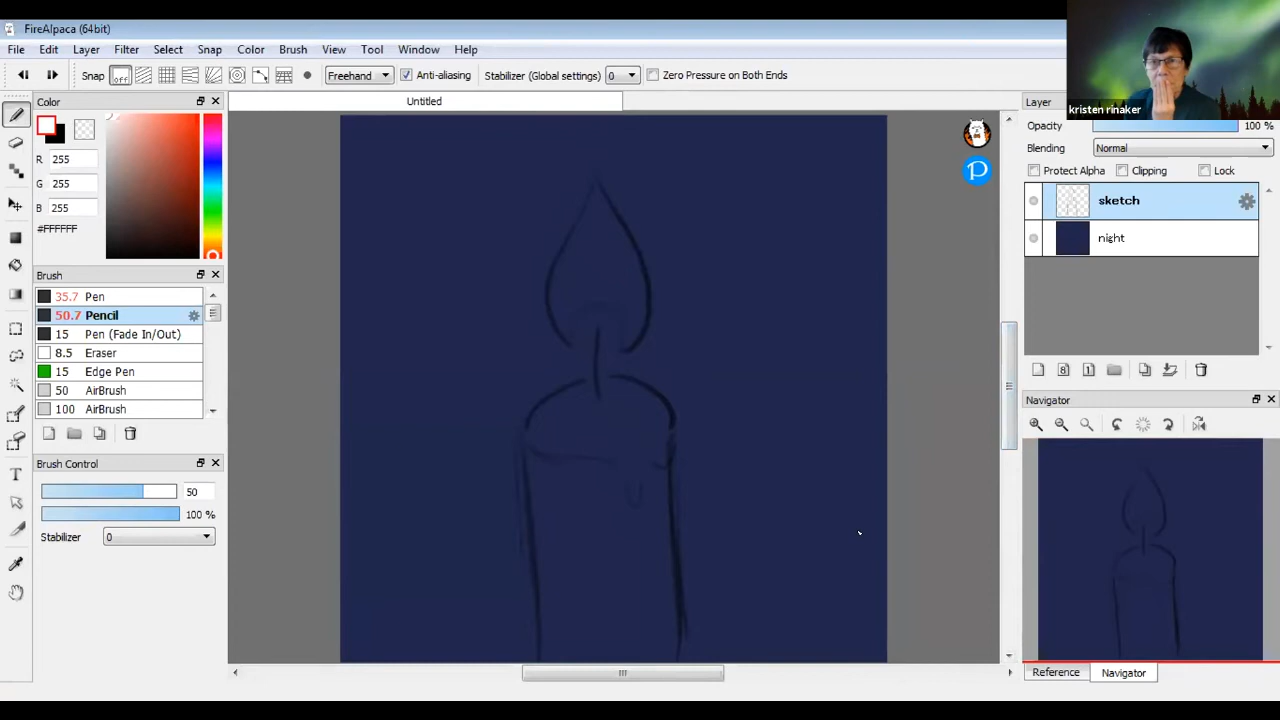 FireAlpaca (64bit)
File Edit Layer Filter Select Snap Color Brush View Tool Window Help
Snap off Freehand Anti-aliasing Stabilizer (Global settings) 0 Zero Pressure on Both Ends
kristen rinaker
Color
Untitled
Layer
Opacity 100 %
Blending Normal
R 255
G 255
B 255
#FFFFFF
Protect Alpha Clipping Lock
sketch
night
Brush
35.7 Pen
50.7 Pencil
15 Pen (Fade In/Out)
8.5 Eraser
15 Edge Pen
50 AirBrush
100 AirBrush
8 1
Navigator
Brush Control
50
100 %
Stabilizer 0
T
P
Reference Navigator